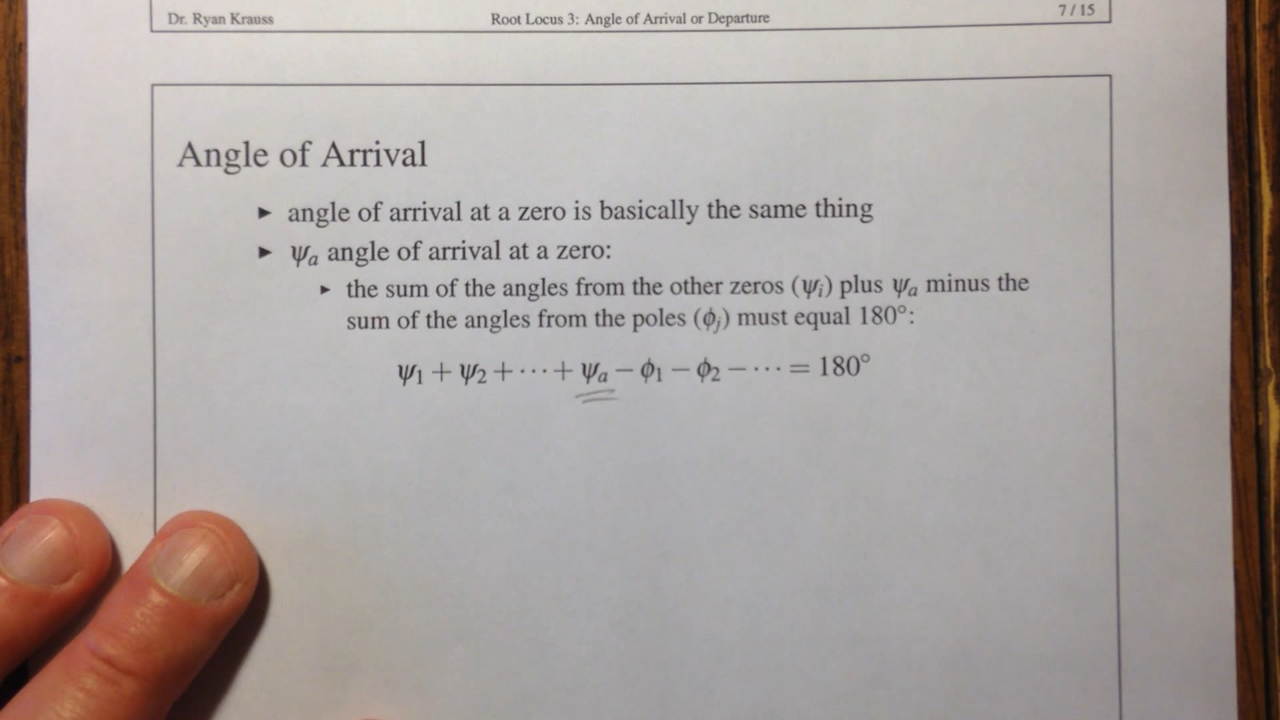 Dr. Ryan Krauss Root Locus 3: Angle of Arrival or Departure 7 / 15
Angle of Arrival
► angle of arrival at a zero is basically the same thing
► ψₐ angle of arrival at a zero:
► the sum of the angles from the other zeros (ψᵢ) plus ψₐ minus the
sum of the angles from the poles (ϕⱼ) must equal 180°:
ψ₁ + ψ₂ + ⋯ + ψₐ − ϕ₁ − ϕ₂ − ⋯ = 180°